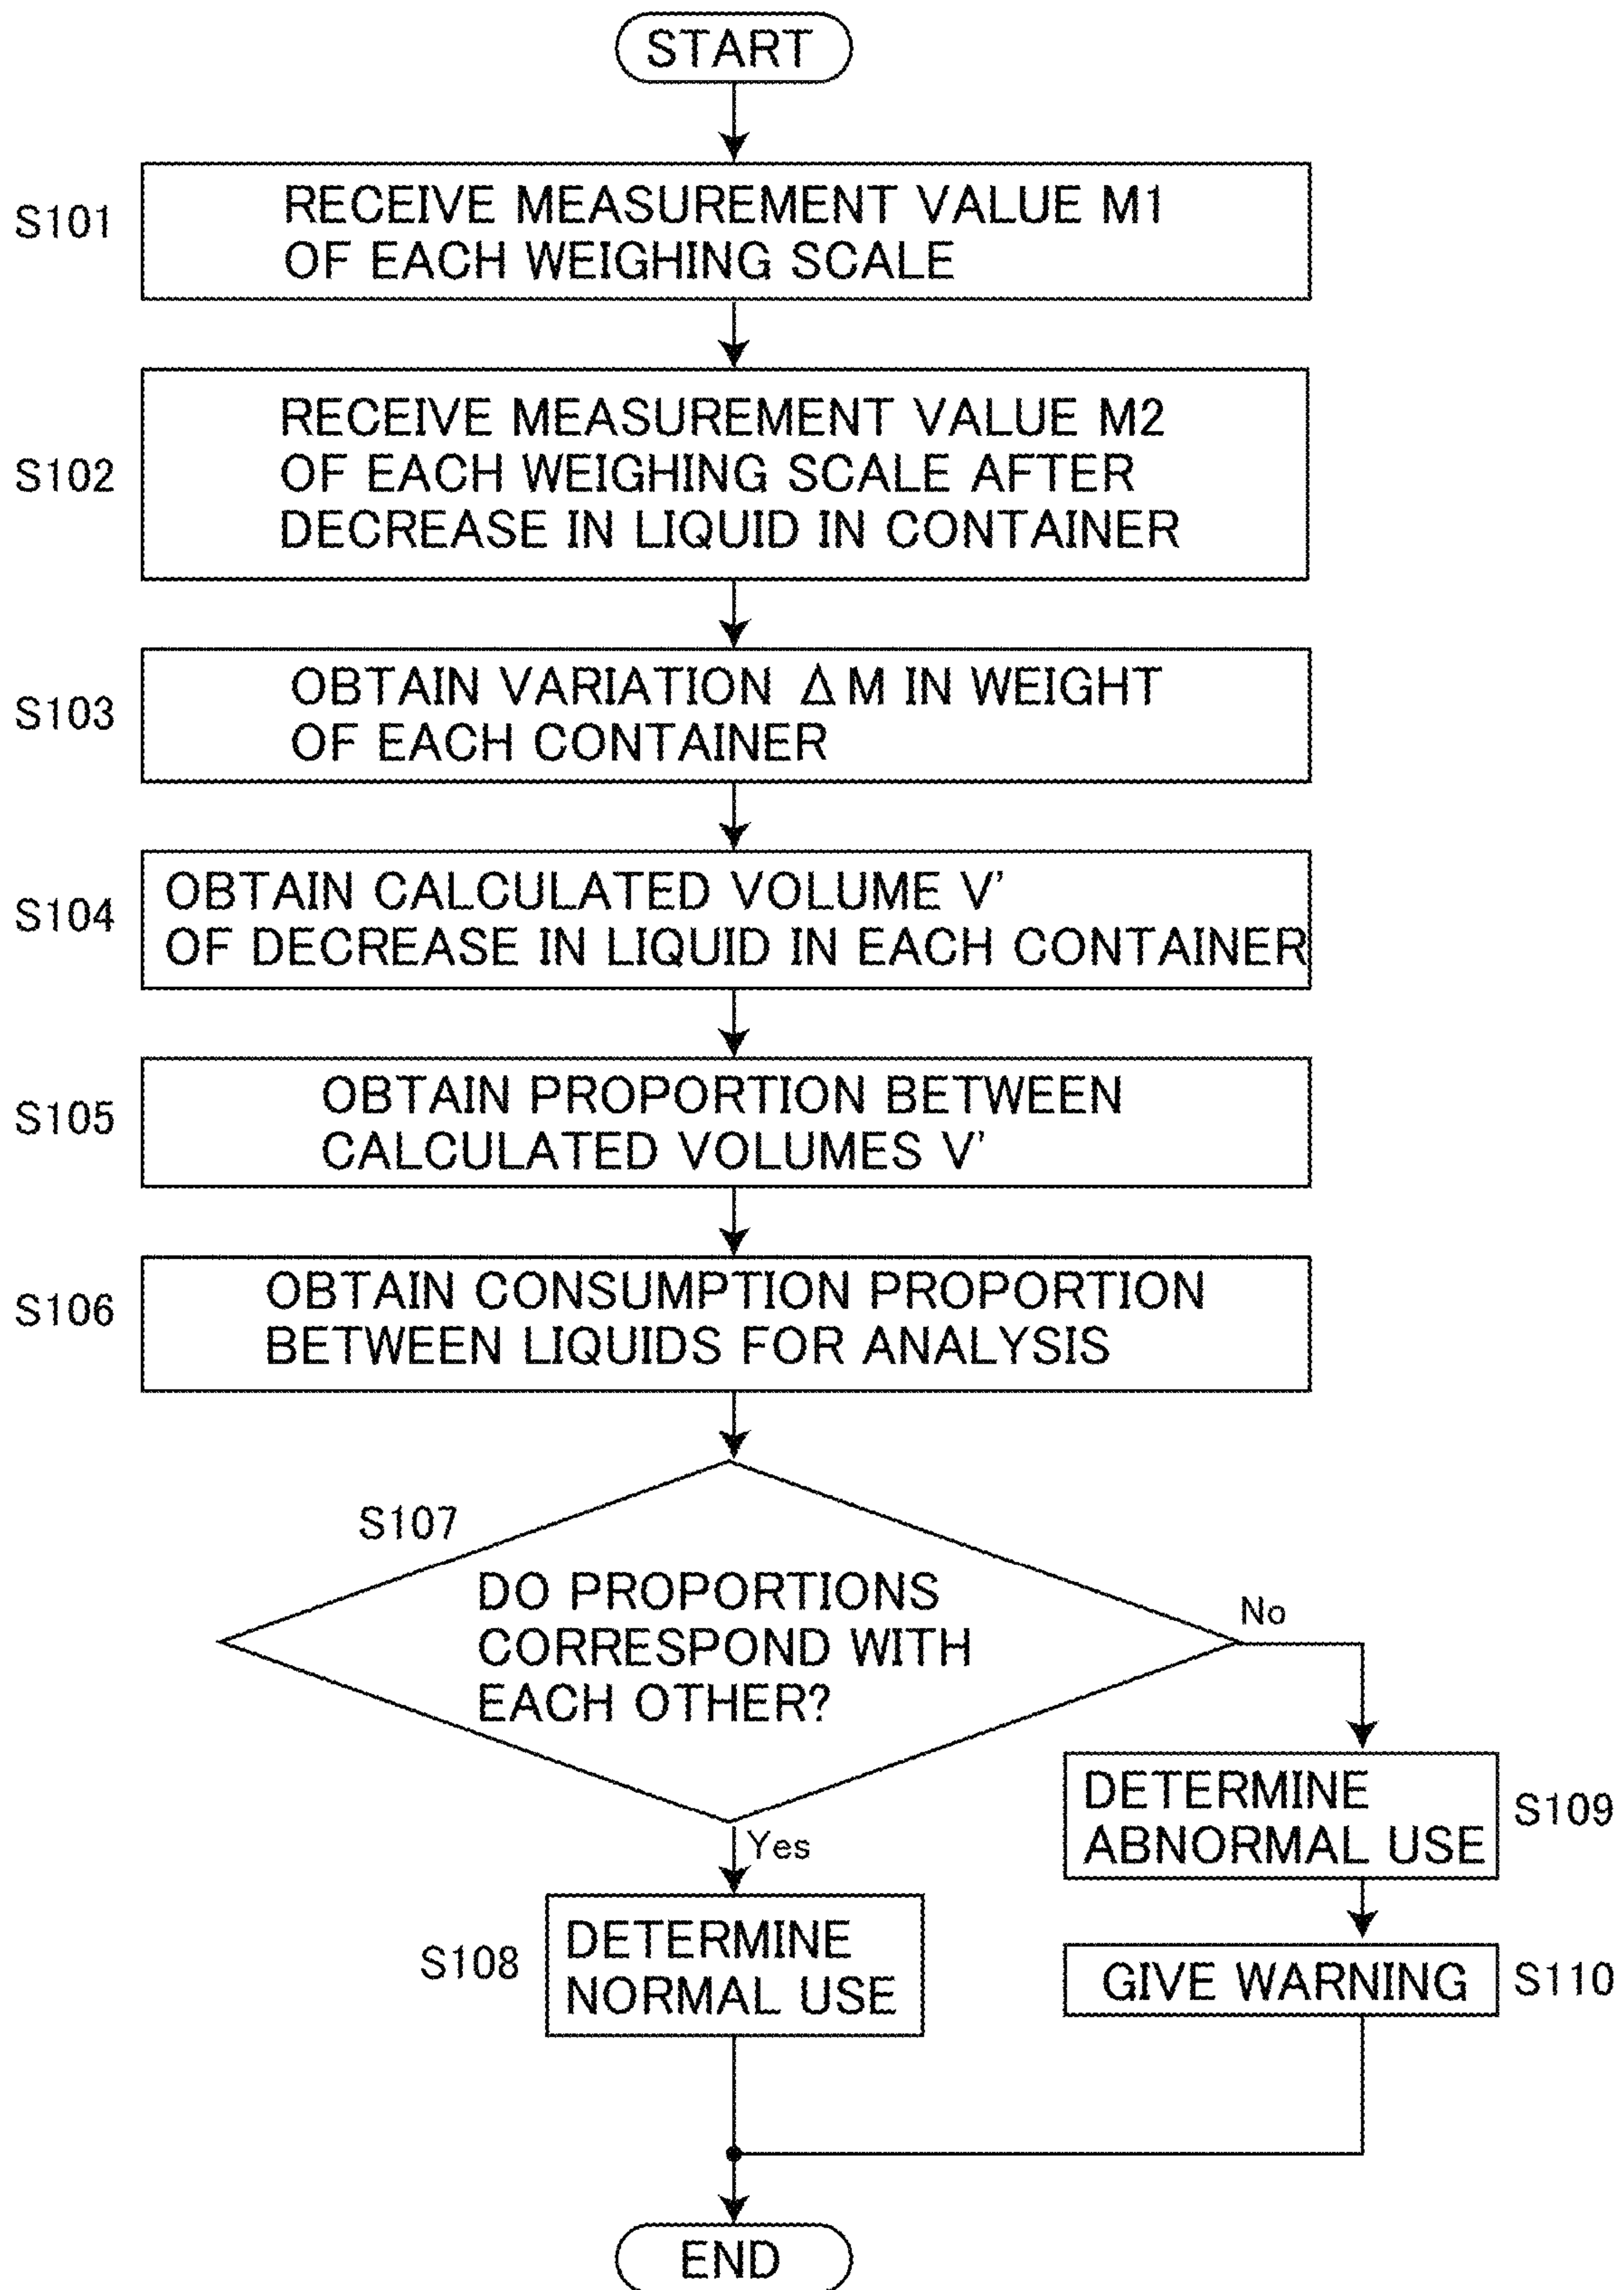 START
S101
RECEIVE MEASUREMENT VALUE M1
OF EACH WEIGHING SCALE
S102
RECEIVE MEASUREMENT VALUE M2
OF EACH WEIGHING SCALE AFTER
DECREASE IN LIQUID IN CONTAINER
S103
OBTAIN VARIATION ΔM IN WEIGHT
OF EACH CONTAINER
S104
OBTAIN CALCULATED VOLUME V'
OF DECREASE IN LIQUID IN EACH CONTAINER
S105
OBTAIN PROPORTION BETWEEN
CALCULATED VOLUMES V'
S106
OBTAIN CONSUMPTION PROPORTION
BETWEEN LIQUIDS FOR ANALYSIS
S107
DO PROPORTIONS
CORRESPOND WITH
EACH OTHER?
No
Yes
DETERMINE
ABNORMAL USE
S109
S108
DETERMINE
NORMAL USE
GIVE WARNING
S110
END